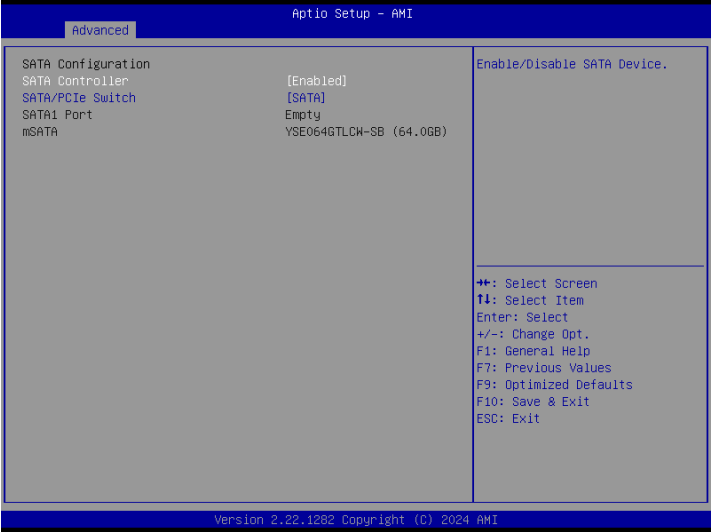 Aptio Setup – AMI
Advanced
SATA Configuration
SATA Controller [Enabled]
SATA/PCIe Switch [SATA]
SATA1 Port Empty
mSATA YSE064GTLCW-SB (64.0GB)
Enable/Disable SATA Device.
→←: Select Screen
↑↓: Select Item
Enter: Select
+/-: Change Opt.
F1: General Help
F7: Previous Values
F9: Optimized Defaults
F10: Save & Exit
ESC: Exit
Version 2.22.1282 Copyright (C) 2024 AMI